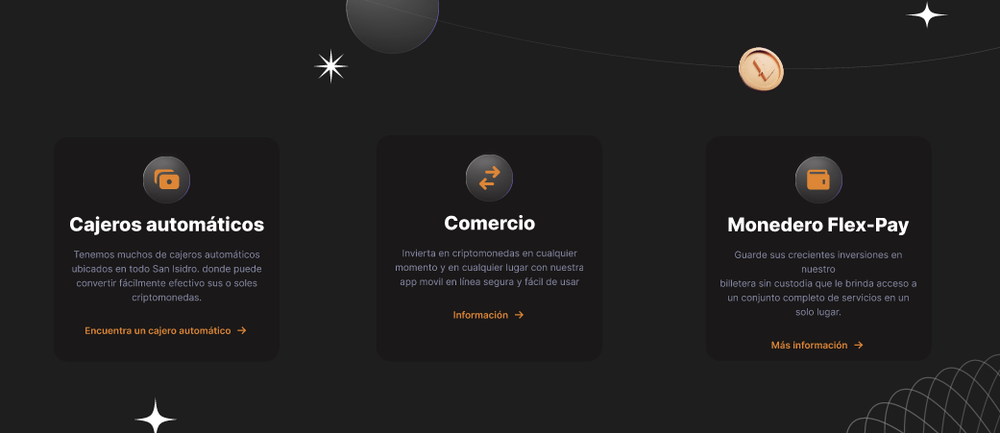 Cajeros automáticos
Tenemos muchos de cajeros automáticos
ubicados en todo San Isidro. donde puede
convertir fácilmente efectivo sus o soles
criptomonedas.
Encuentra un cajero automático
Comercio
Invierta en criptomonedas en cualquier
momento y en cualquier lugar con nuestra
app movil en línea segura y fácil de usar
Información
Monedero Flex-Pay
Guarde sus crecientes inversiones en
nuestro
billetera sin custodia que le brinda acceso a
un conjunto completo de servicios en un
solo lugar.
Más información